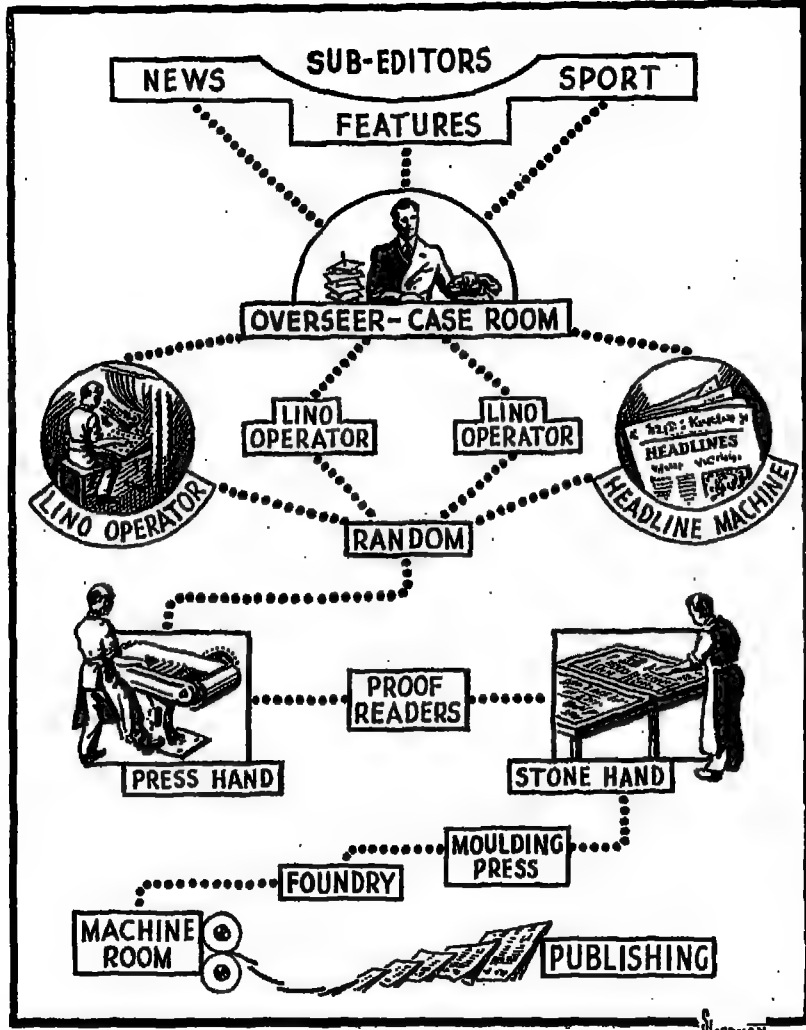 SUB-EDITORS
NEWS
SPORT
FEATURES
OVERSEER-CASE ROOM
LINO OPERATOR
LINO
OPERATOR
LINO
OPERATOR
HEADLINES
HEADLINE MACHINE
RANDOM
PROOF
READERS
PRESS HAND
STONE HAND
MOULDING
PRESS
FOUNDRY
MACHINE
ROOM
PUBLISHING